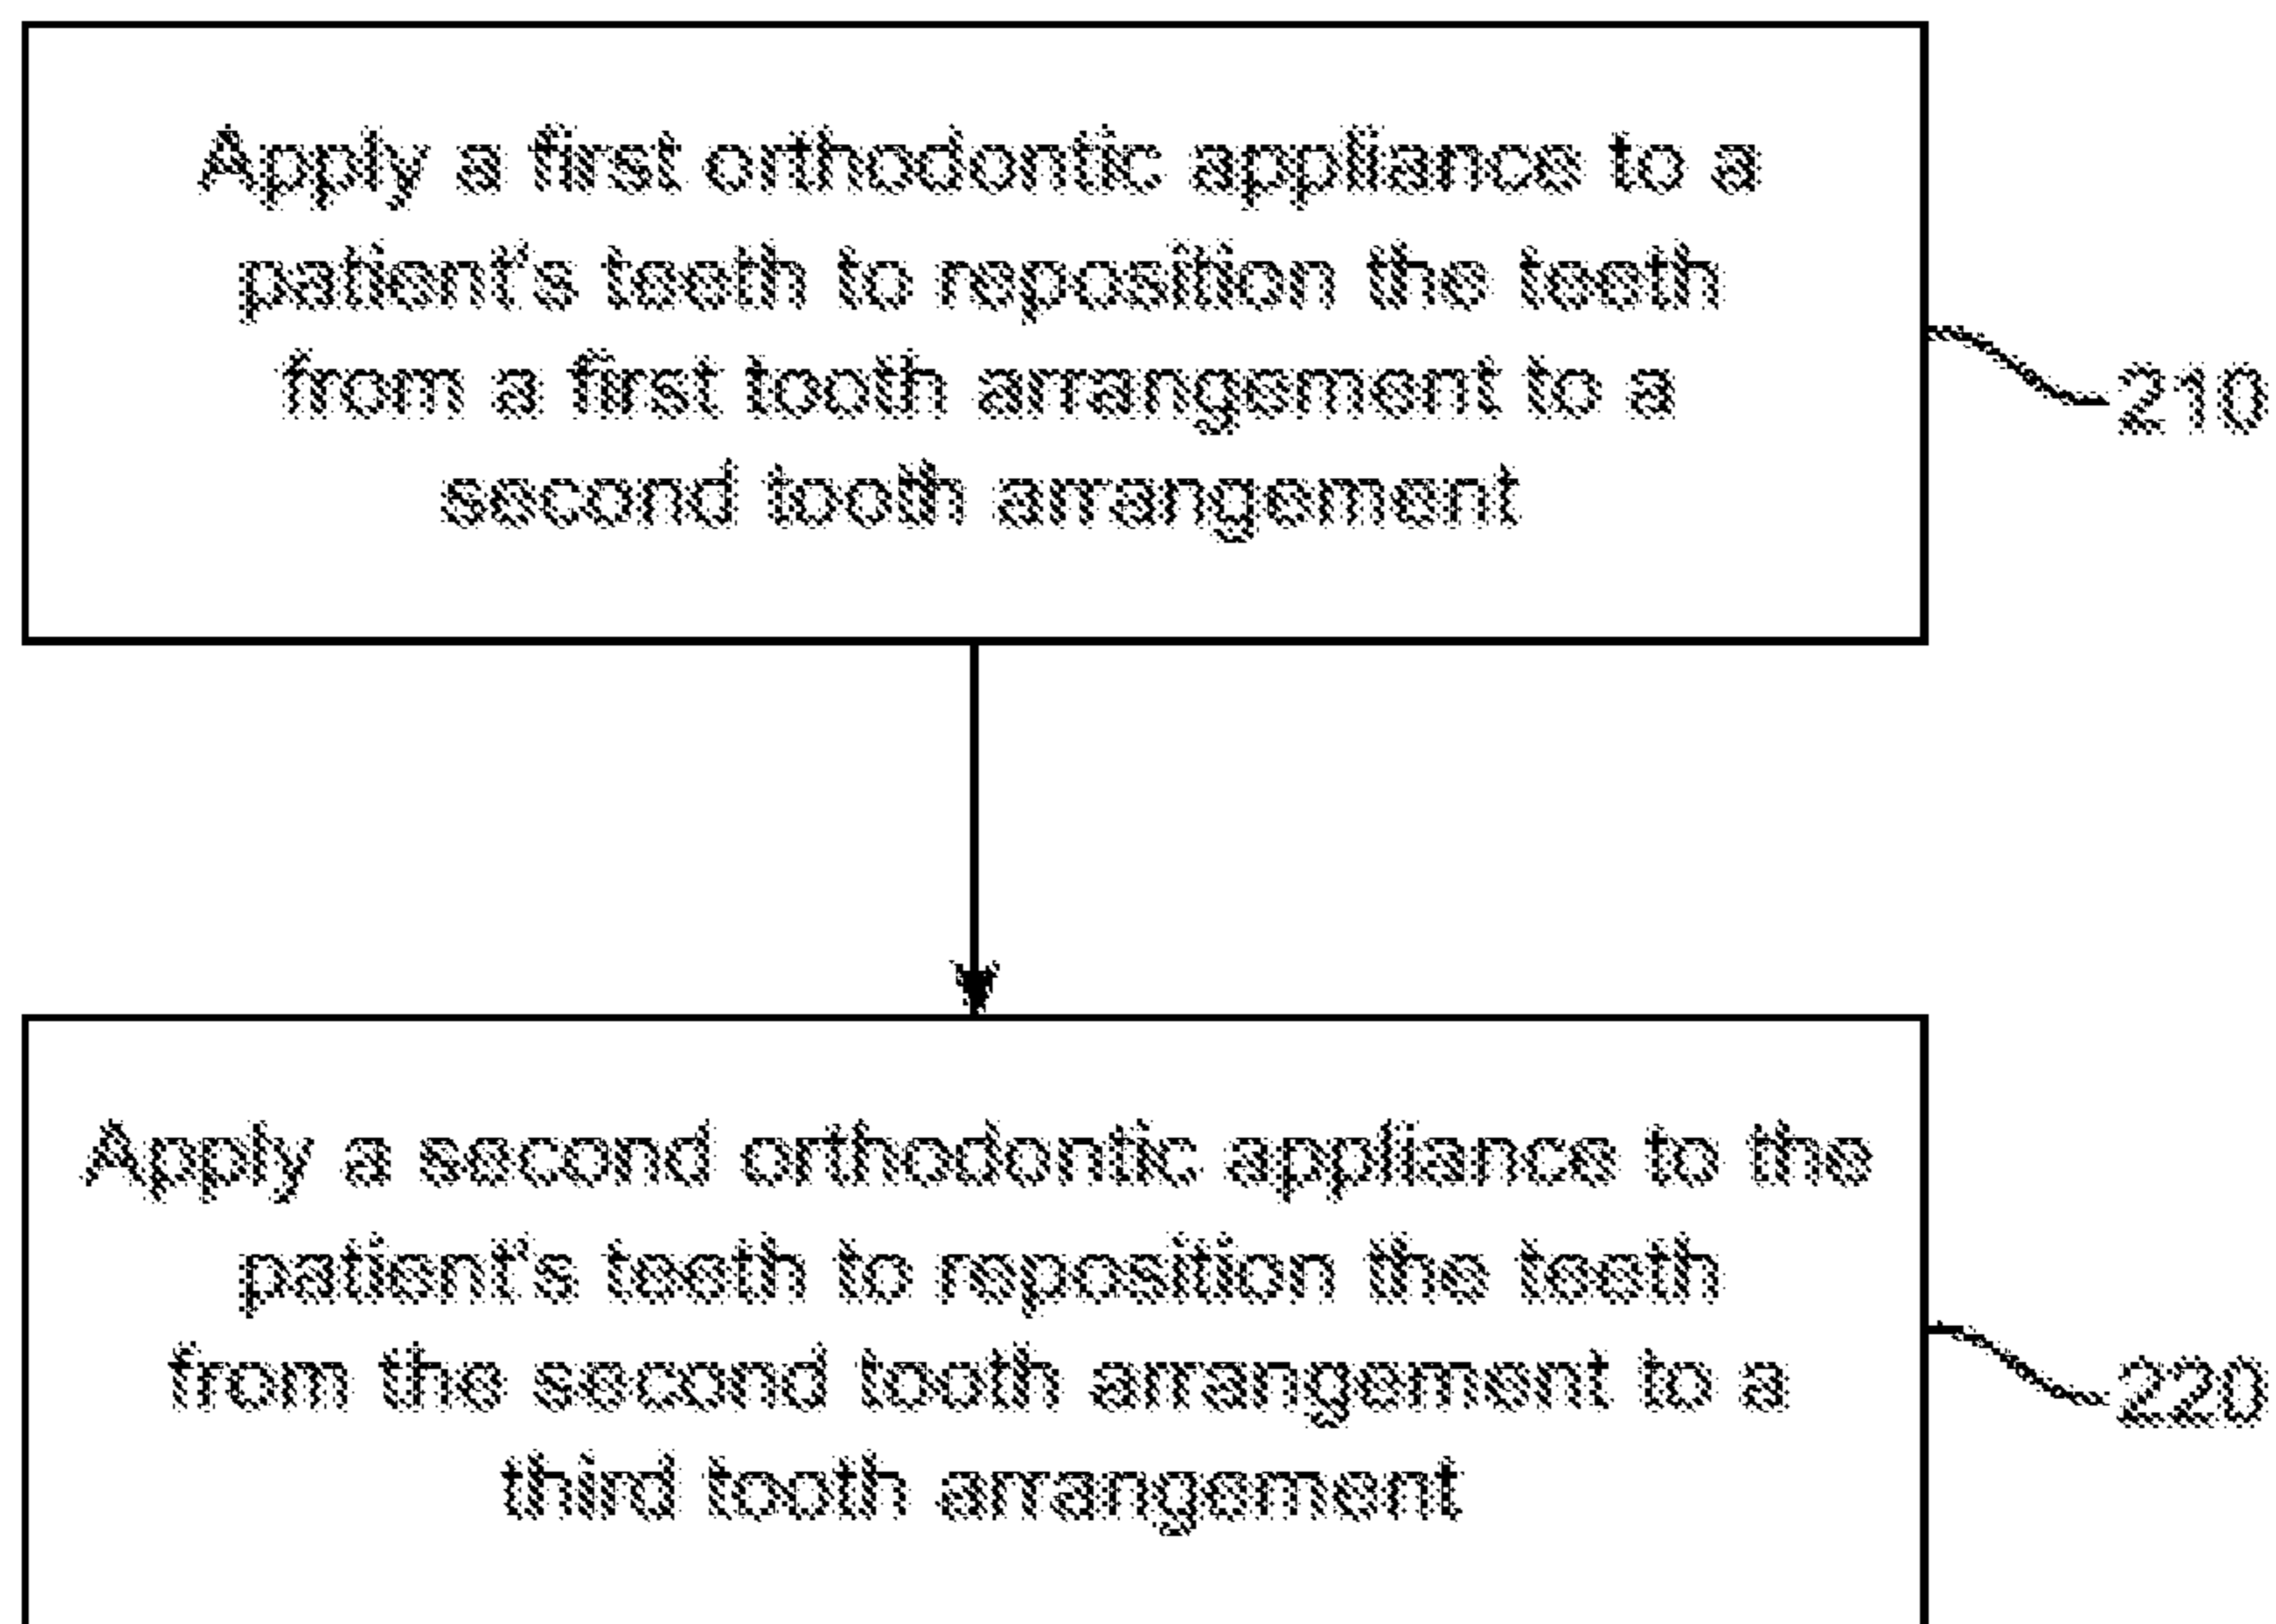 Apply a first orthodontic appliance to a
patient's teeth to reposition the teeth
from a first tooth arrangement to a
second tooth arrangement
210
Apply a second orthodontic appliance to the
patient's teeth to reposition the teeth
from the second tooth arrangement to a
third tooth arrangement
220